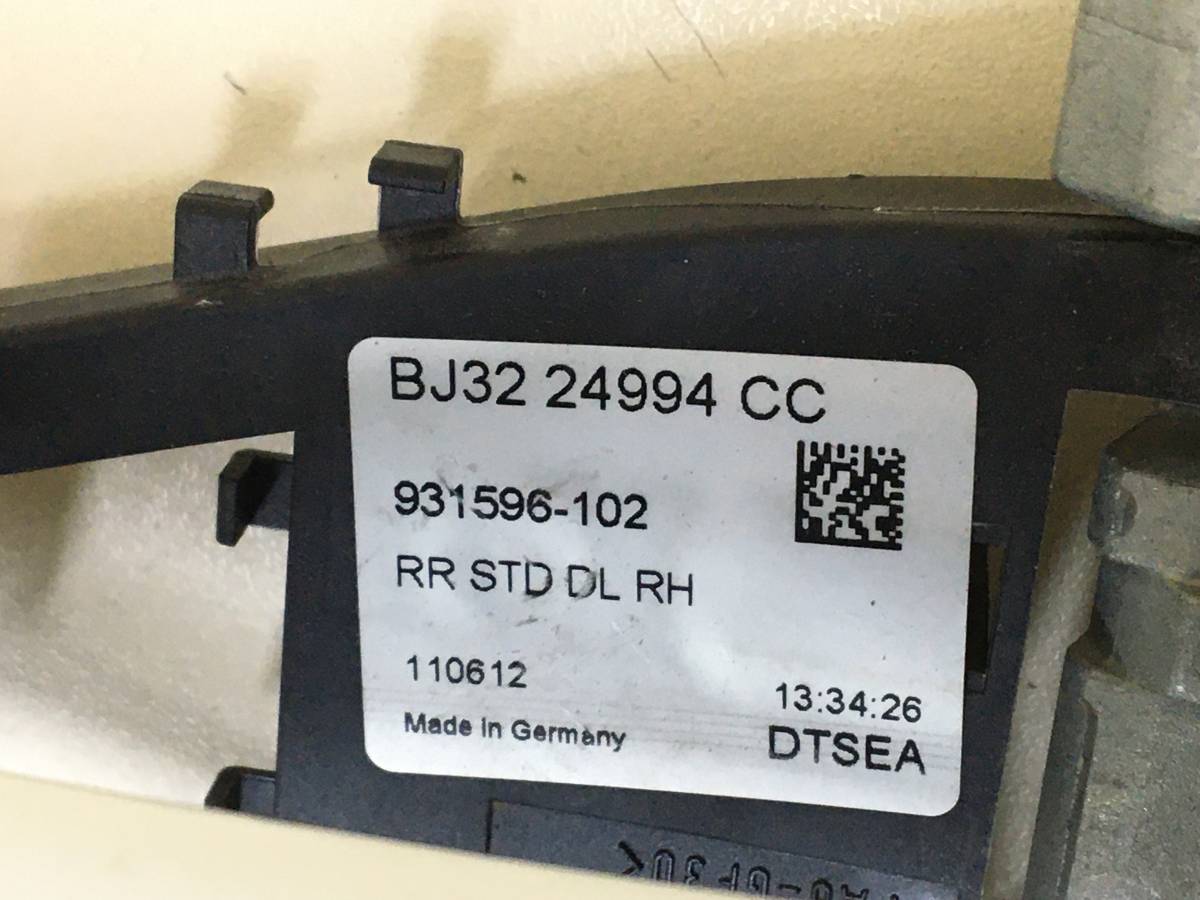 BJ32 24994 CC
931596-102
RR STD DL RH
110612
13:34:26
Made in Germany
DTSEA